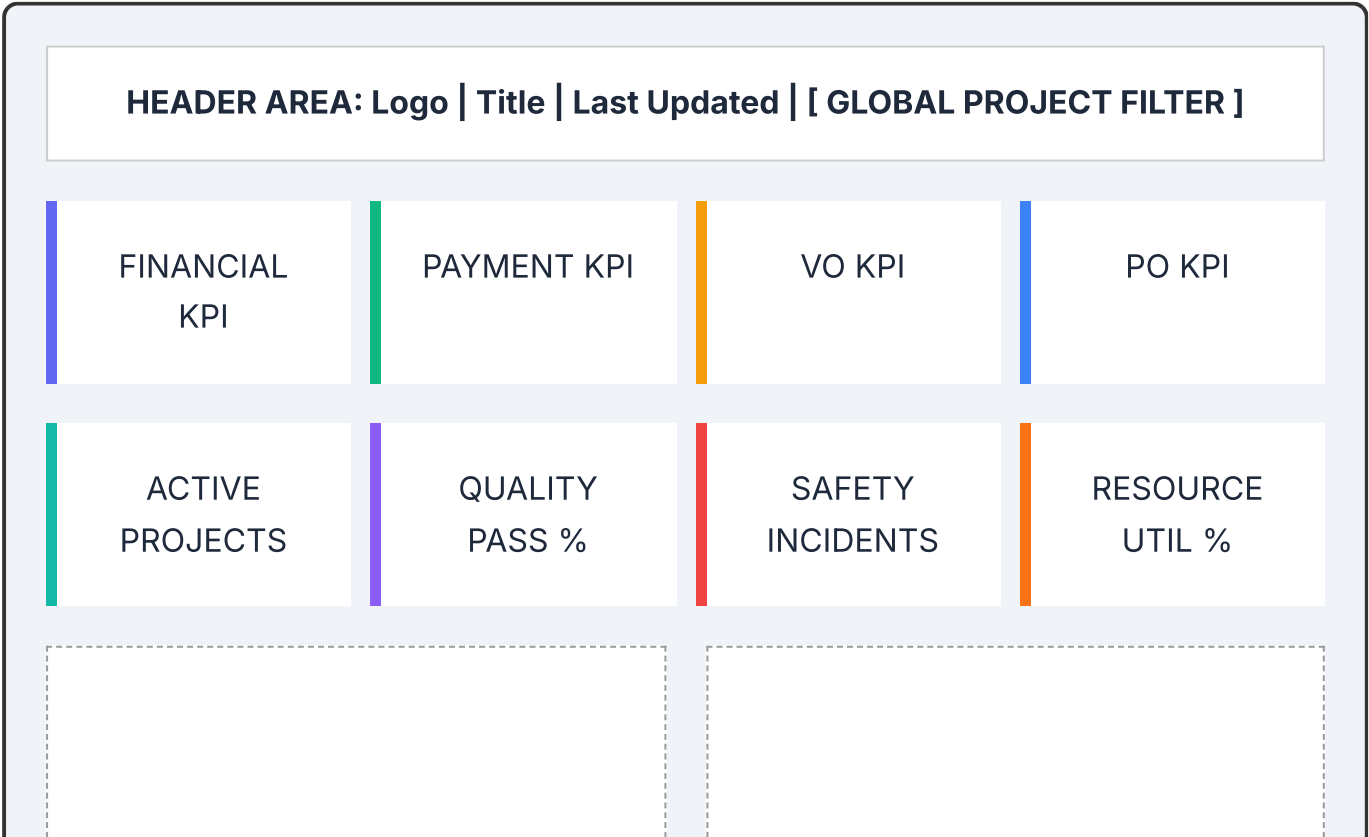 HEADER AREA: Logo | Title | Last Updated | [ GLOBAL PROJECT FILTER ]
FINANCIAL
KPI
PAYMENT KPI
VO KPI
PO KPI
ACTIVE
PROJECTS
QUALITY
PASS %
SAFETY
INCIDENTS
RESOURCE
UTIL %